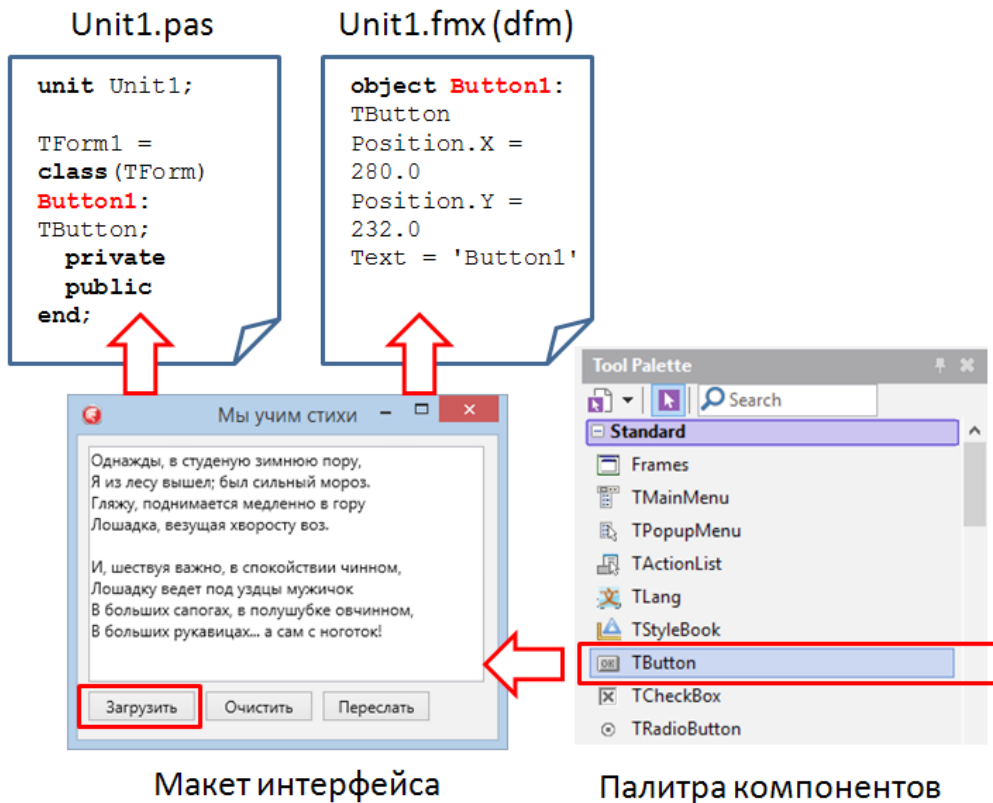 Unit1.pas
unit Unit1;
TForm1 =
class(TForm)
Button1:
TButton;
private
public
end;
Unit1.fmx (dfm)
object Button1:
TButton
Position.X =
280.0
Position.Y =
232.0
Text = 'Button1'
Мы учим стихи
Однажды, в студеную зимнюю пору,
Я из лесу вышел; был сильный мороз.
Гляжу, поднимается медленно в гору
Лошадка, везущая хворосту воз.
И, шествуя важно, в спокойствии чинном,
Лошадку ведет под уздцы мужичок
В больших сапогах, в полушубке овчинном,
В больших рукавицах... а сам с ноготок!
Загрузить Очистить Переслать
Макет интерфейса
Tool Palette
Search
Standard
Frames
TMainMenu
TPopupMenu
TActionList
TLang
TStyleBook
OK TButton
TCheckBox
TRadioButton
Палитра компонентов